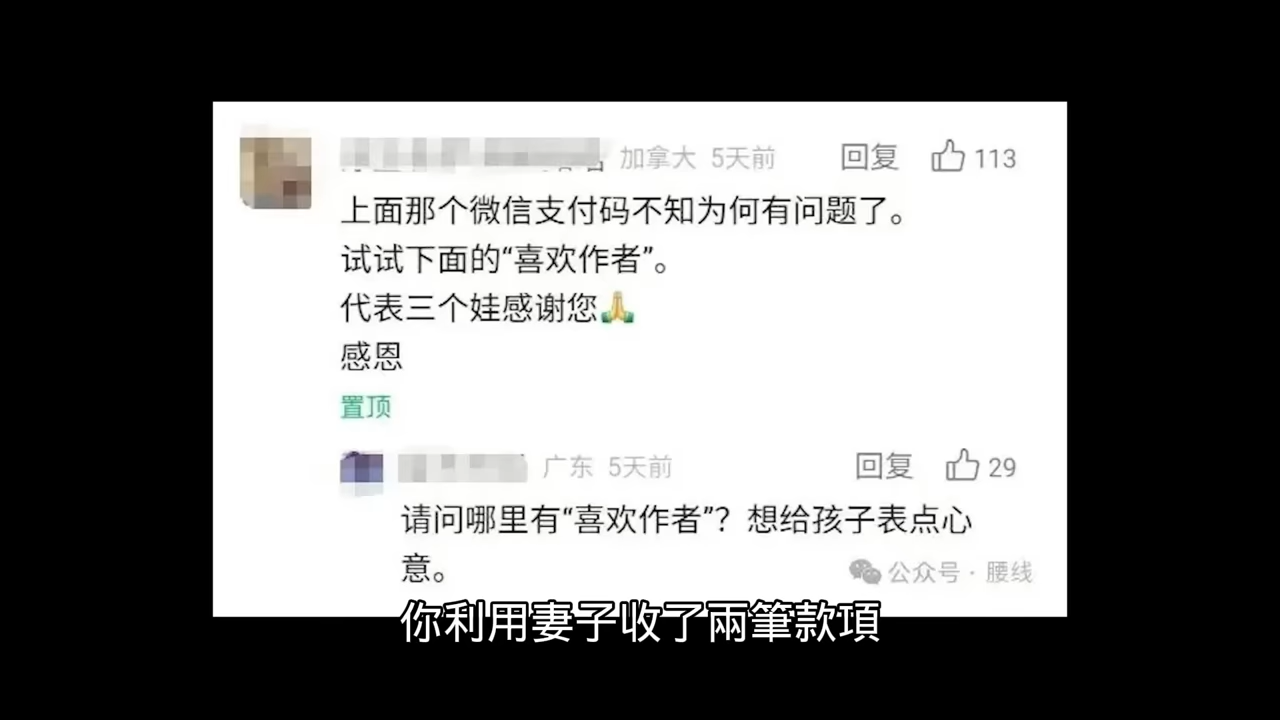 加拿大 5天前 回复 113
上面那个微信支付码不知为何有问题了。
试试下面的“喜欢作者”。
代表三个娃感谢您🙏
感恩
置顶
广东 5天前 回复 29
请问哪里有“喜欢作者”？想给孩子表点心
意。
公众号 · 腰线
你利用妻子收了兩筆款項